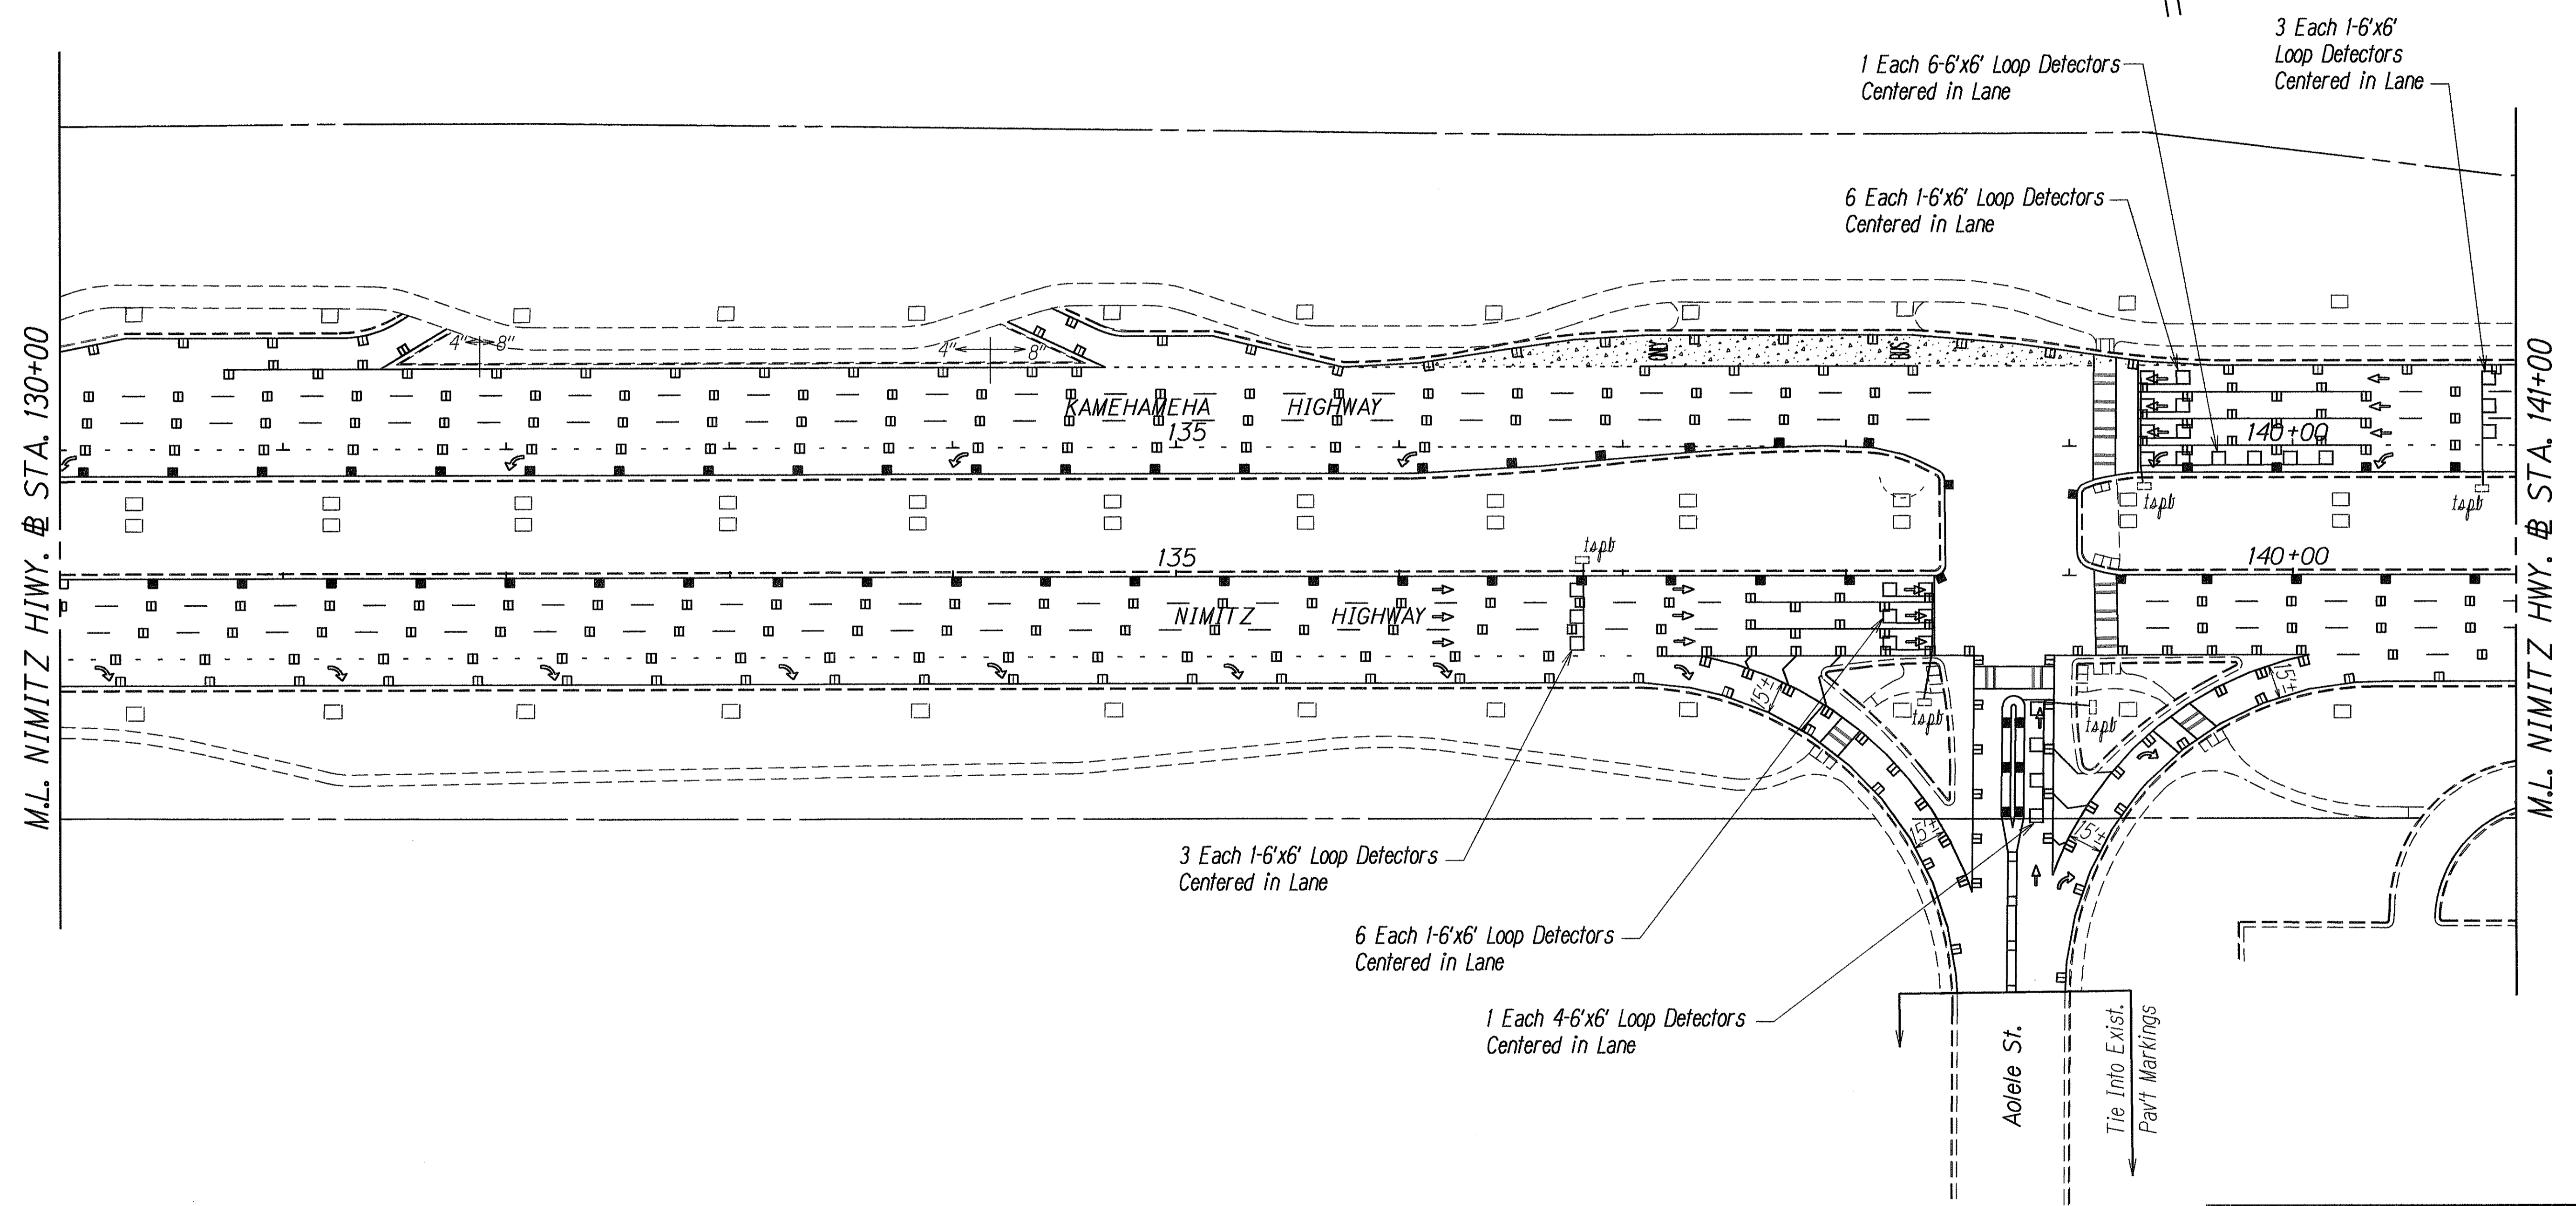 3 Each 1-6'x6'
Loop Detectors
Centered in Lane
1 Each 6-6'x6' Loop Detectors
Centered in Lane
6 Each 1-6'x6' Loop Detectors
Centered in Lane
4" 8"
4" 8"
ONLY
BUS
KAMEHAMEHA HIGHWAY
135
140+00
tspb
tspb
M.L. NIMITZ HIWY. ℄ STA. 130+00
M.L. NIMITZ HWY. ℄ STA. 141+00
135
tspb
140+00
NIMITZ HIGHWAY
15'±
15'±
tspb
tspb
15'±
15'±
3 Each 1-6'x6' Loop Detectors
Centered in Lane
6 Each 1-6'x6' Loop Detectors
Centered in Lane
1 Each 4-6'x6' Loop Detectors
Centered in Lane
Aolele St.
Tie Into Exist.
Pav't Markings